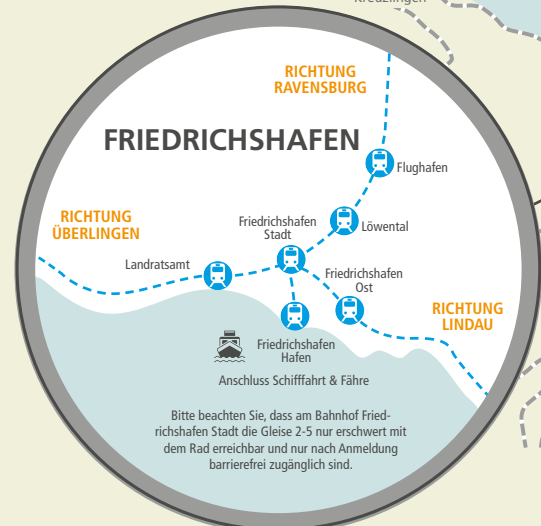 Kreuzlingen
RICHTUNG
RAVENSBURG
FRIEDRICHSHAFEN
Flughafen
RICHTUNG
ÜBERLINGEN
Friedrichshafen
Stadt
Löwental
Landratsamt
Friedrichshafen
Ost
RICHTUNG
LINDAU
Friedrichshafen
Hafen
Anschluss Schifffahrt & Fähre
Bitte beachten Sie, dass am Bahnhof Fried-
richshafen Stadt die Gleise 2-5 nur erschwert mit
dem Rad erreichbar und nur nach Anmeldung
barrierefrei zugänglich sind.